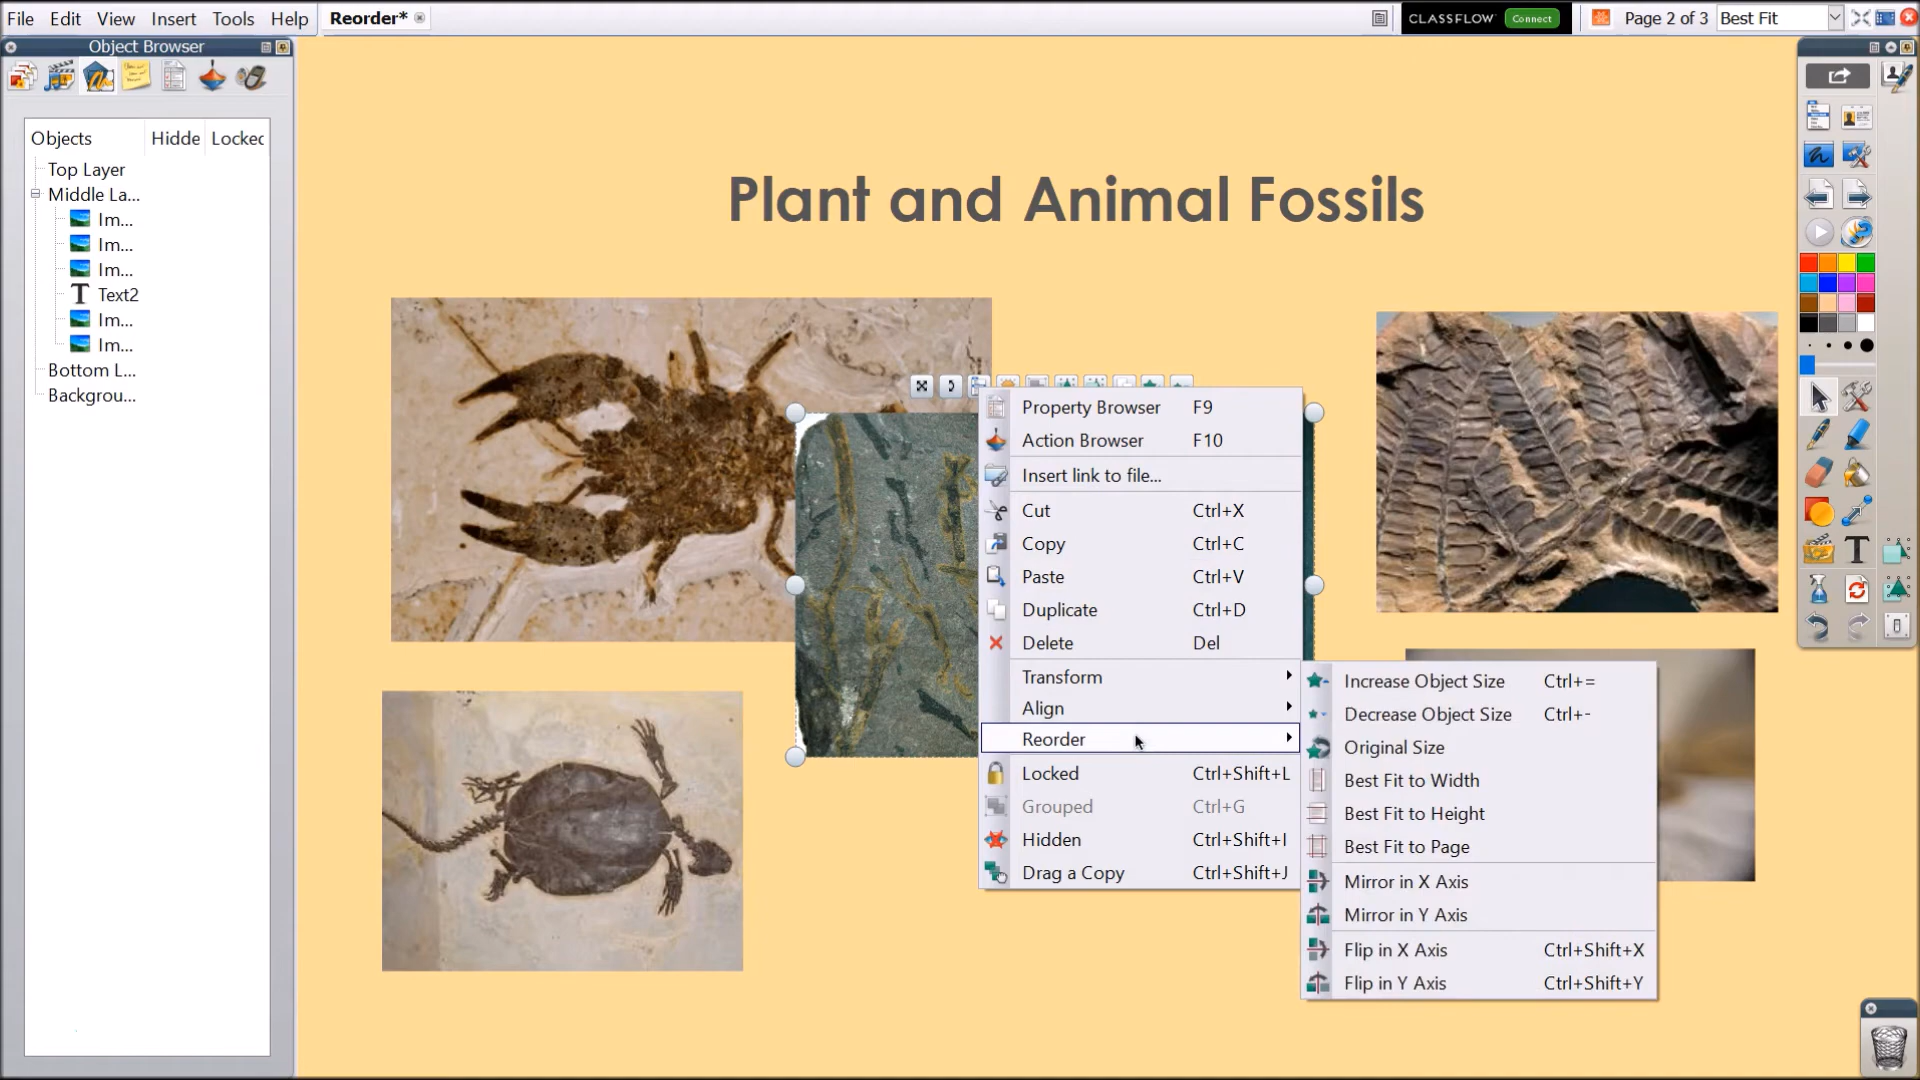 File Edit View Insert Tools Help
Reorder*
CLASSFLOW Connect
Page 2 of 3
Best Fit
Object Browser
Objects Hidde Locked
Top Layer
Middle La...
Im...
Im...
Im...
T Text2
Im...
Im...
Bottom L...
Backgrou...
Plant and Animal Fossils
Property Browser F9
Action Browser F10
Insert link to file...
Cut Ctrl+X
Copy Ctrl+C
Paste Ctrl+V
Duplicate Ctrl+D
Delete Del
Transform
Align
Reorder
Locked Ctrl+Shift+L
Grouped Ctrl+G
Hidden Ctrl+Shift+I
Drag a Copy Ctrl+Shift+J
Increase Object Size Ctrl+=
Decrease Object Size Ctrl+-
Original Size
Best Fit to Width
Best Fit to Height
Best Fit to Page
Mirror in X Axis
Mirror in Y Axis
Flip in X Axis Ctrl+Shift+X
Flip in Y Axis Ctrl+Shift+Y
T